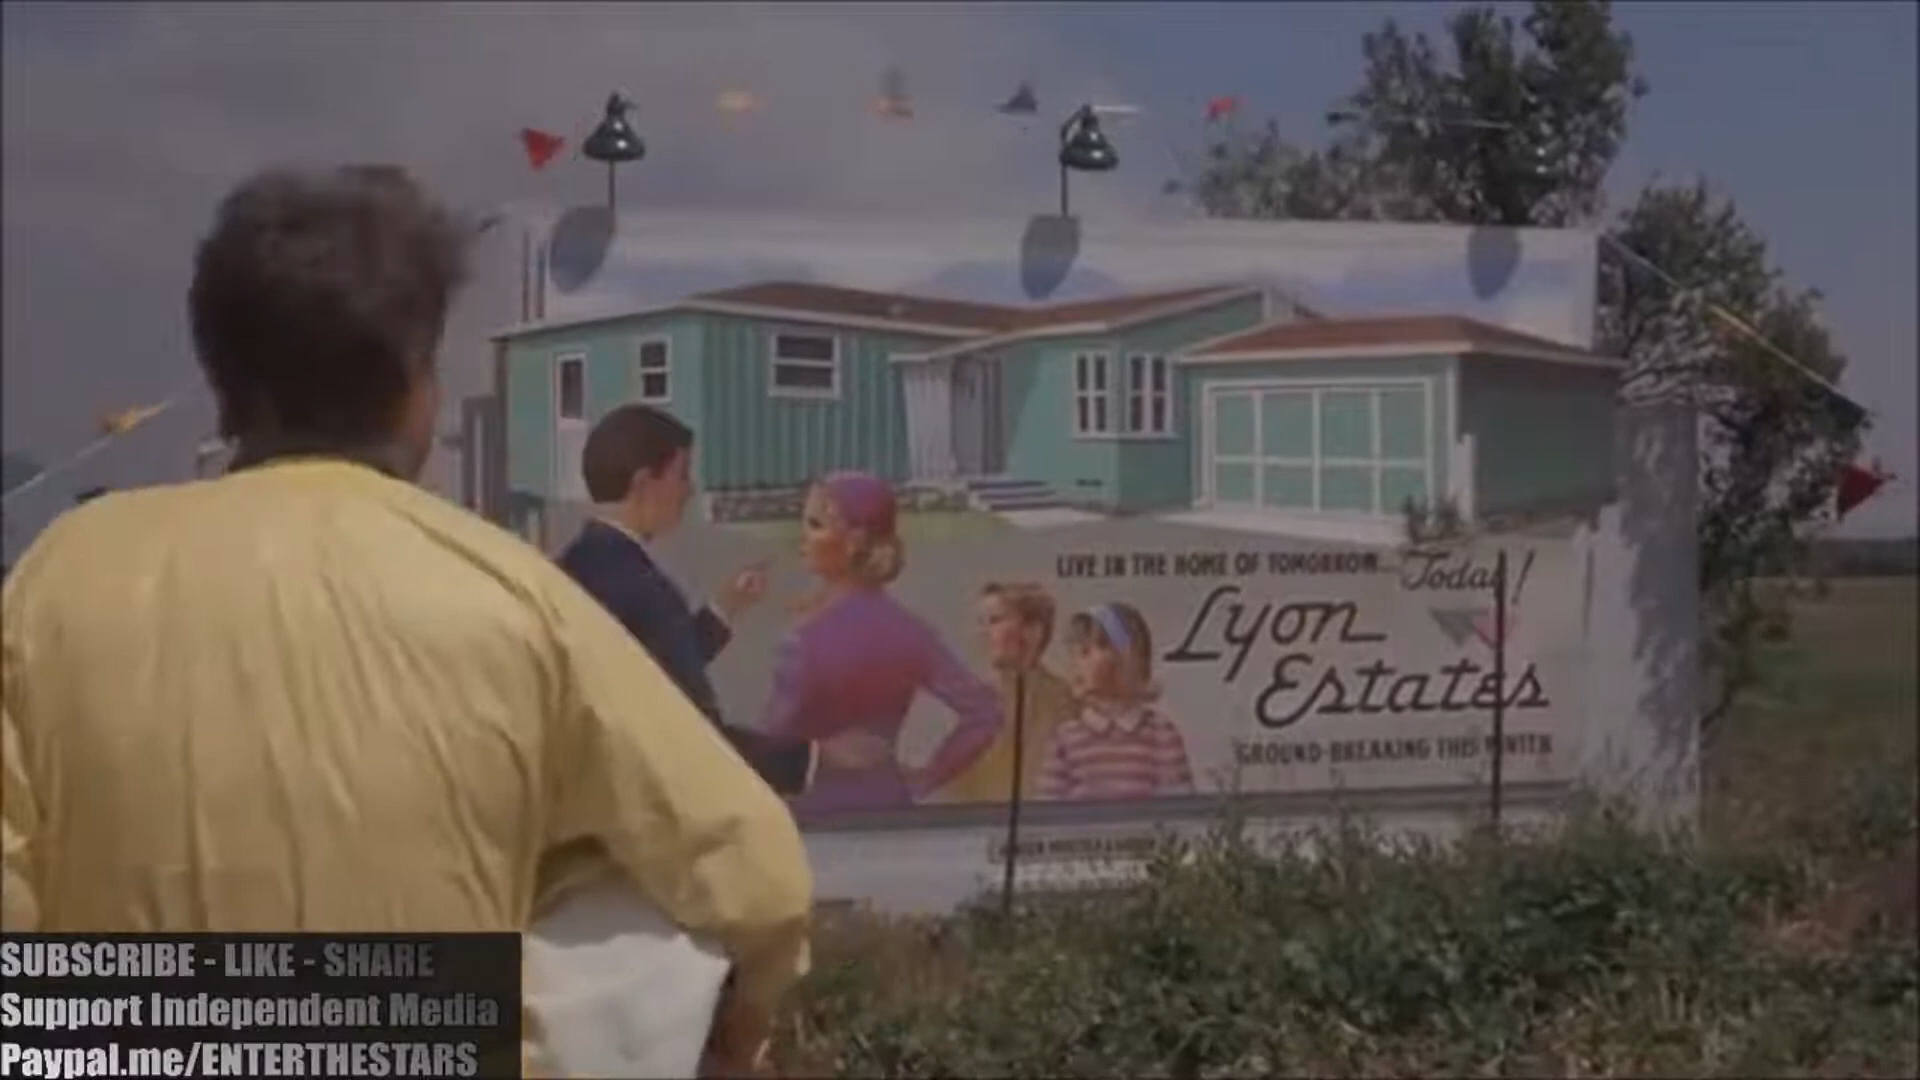 LIVE IN THE HOME OF TOMORROW... Today!
Lyon
Estates
GROUND-BREAKING THIS WINTER
SUBSCRIBE - LIKE - SHARE
Support Independent Media
Paypal.me/ENTERTHESTARS